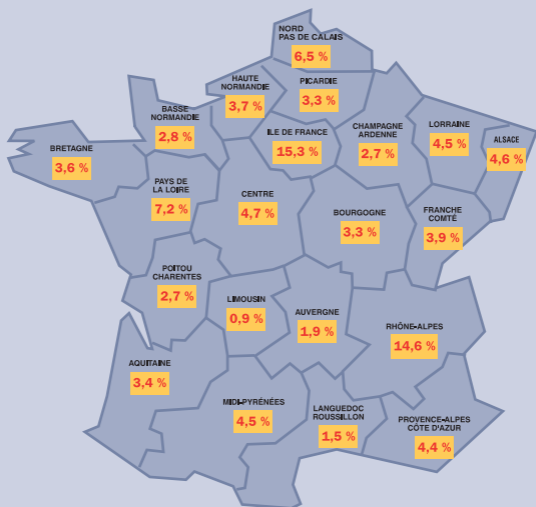 NORD
PAS DE CALAIS
6,5 %
HAUTE
NORMANDIE
3,7 %
PICARDIE
3,3 %
BASSE
NORMANDIE
2,8 %
ILE DE FRANCE
15,3 %
CHAMPAGNE
ARDENNE
2,7 %
LORRAINE
4,5 %
ALSACE
4,6 %
BRETAGNE
3,6 %
PAYS DE
LA LOIRE
7,2 %
CENTRE
4,7 %
BOURGOGNE
3,3 %
FRANCHE
COMTÉ
3,9 %
POITOU
CHARENTES
2,7 %
LIMOUSIN
0,9 %
AUVERGNE
1,9 %
RHÔNE-ALPES
14,6 %
AQUITAINE
3,4 %
MIDI-PYRÉNÉES
4,5 %
LANGUEDOC
ROUSSILLON
1,5 %
PROVENCE-ALPES
CÔTE D'AZUR
4,4 %